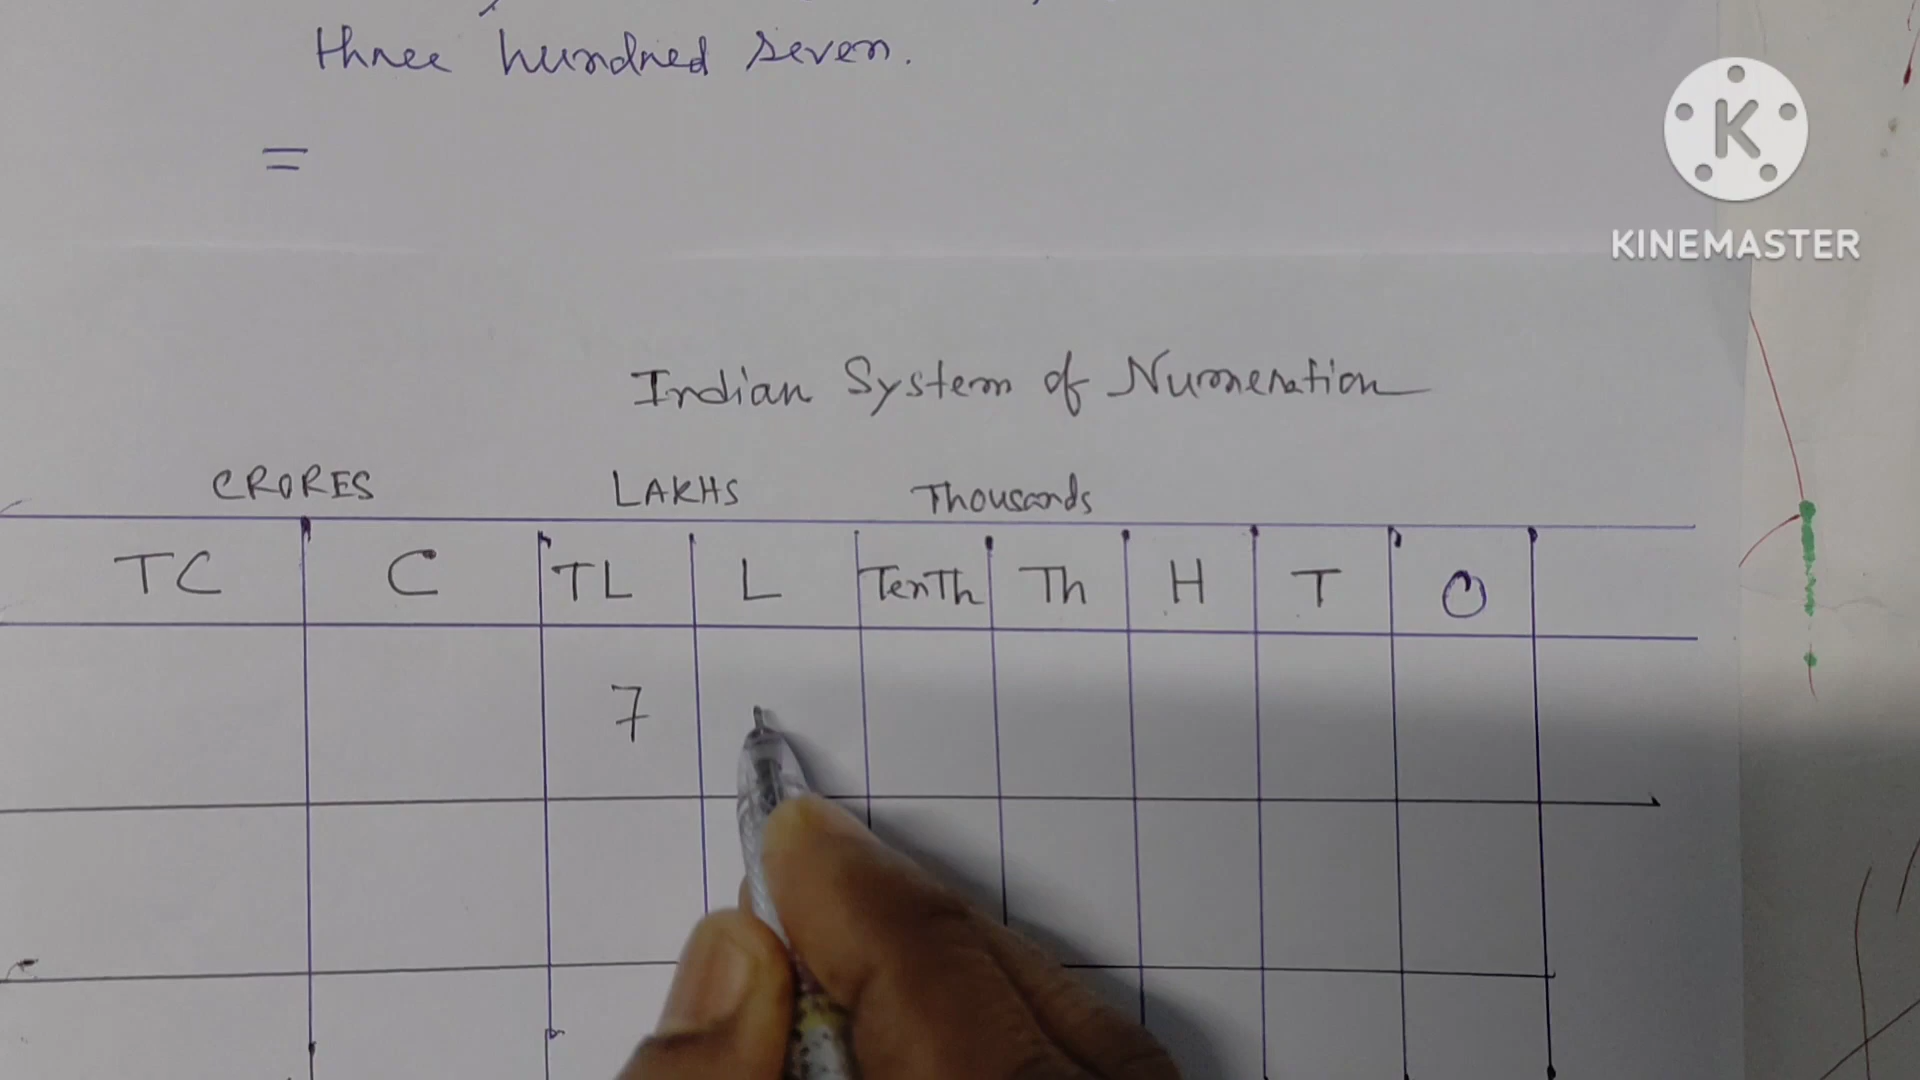 three hundred seven.
=
K
KINEMASTER
Indian System of Numeration
CRORES LAKHS Thousands
TC C TL L TenTh Th H T O
7